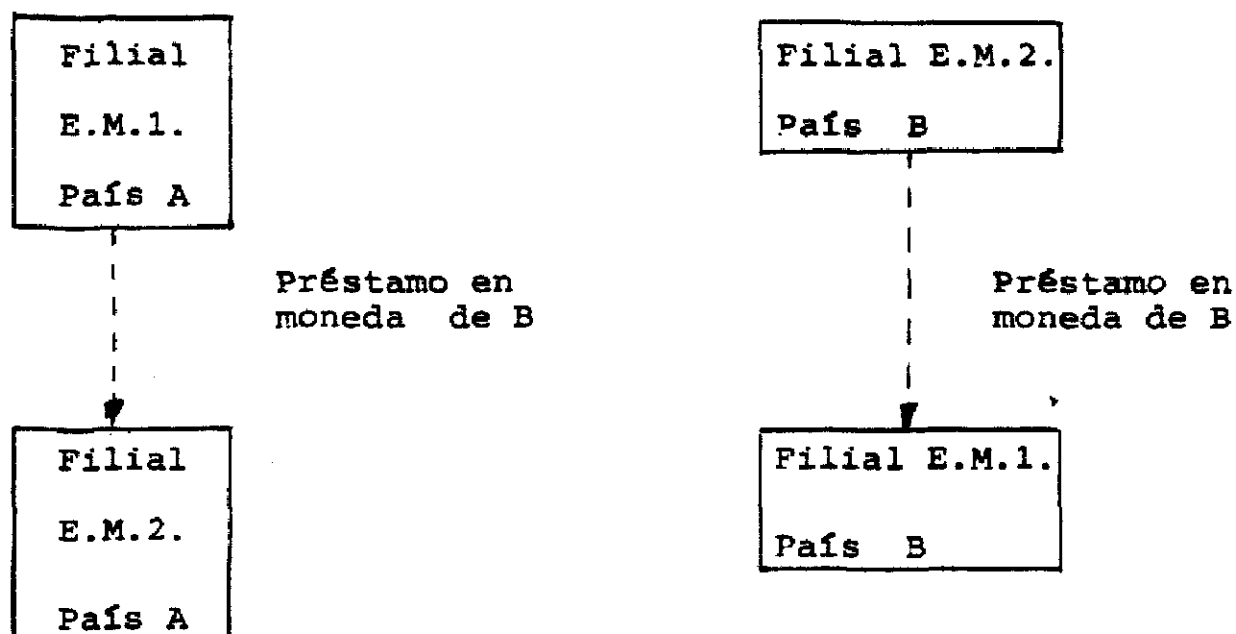 Filial
E.M.1.
País A
Préstamo en
moneda de B
Filial
E.M.2.
País A
Filial E.M.2.
País B
Préstamo en
moneda de B
Filial E.M.1.
País B